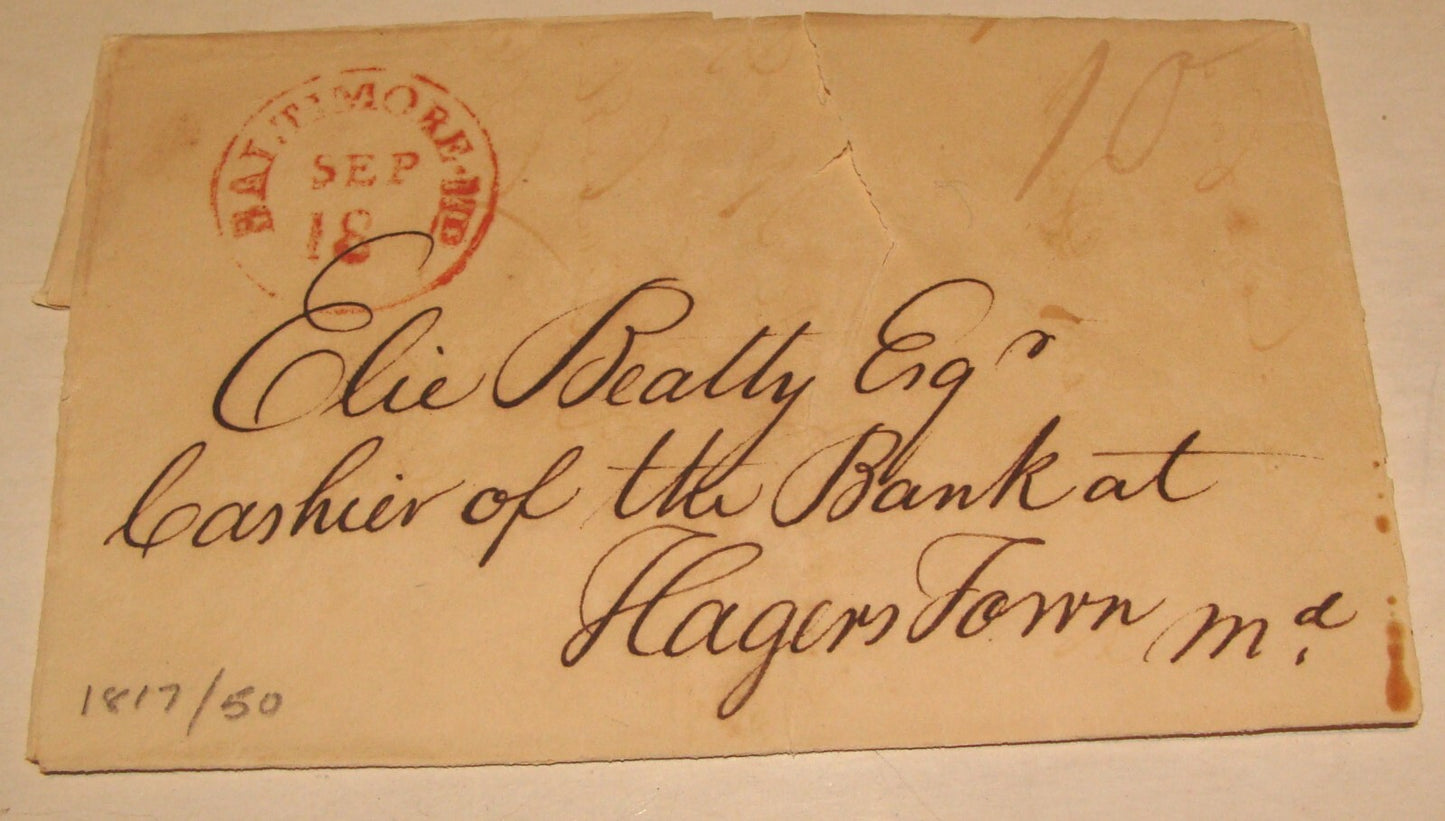 BALTIMORE. MD
SEP
18
10
Elie Beatty Esqr
Cashier of the Bank at
Hagers Town Md.
1817/50